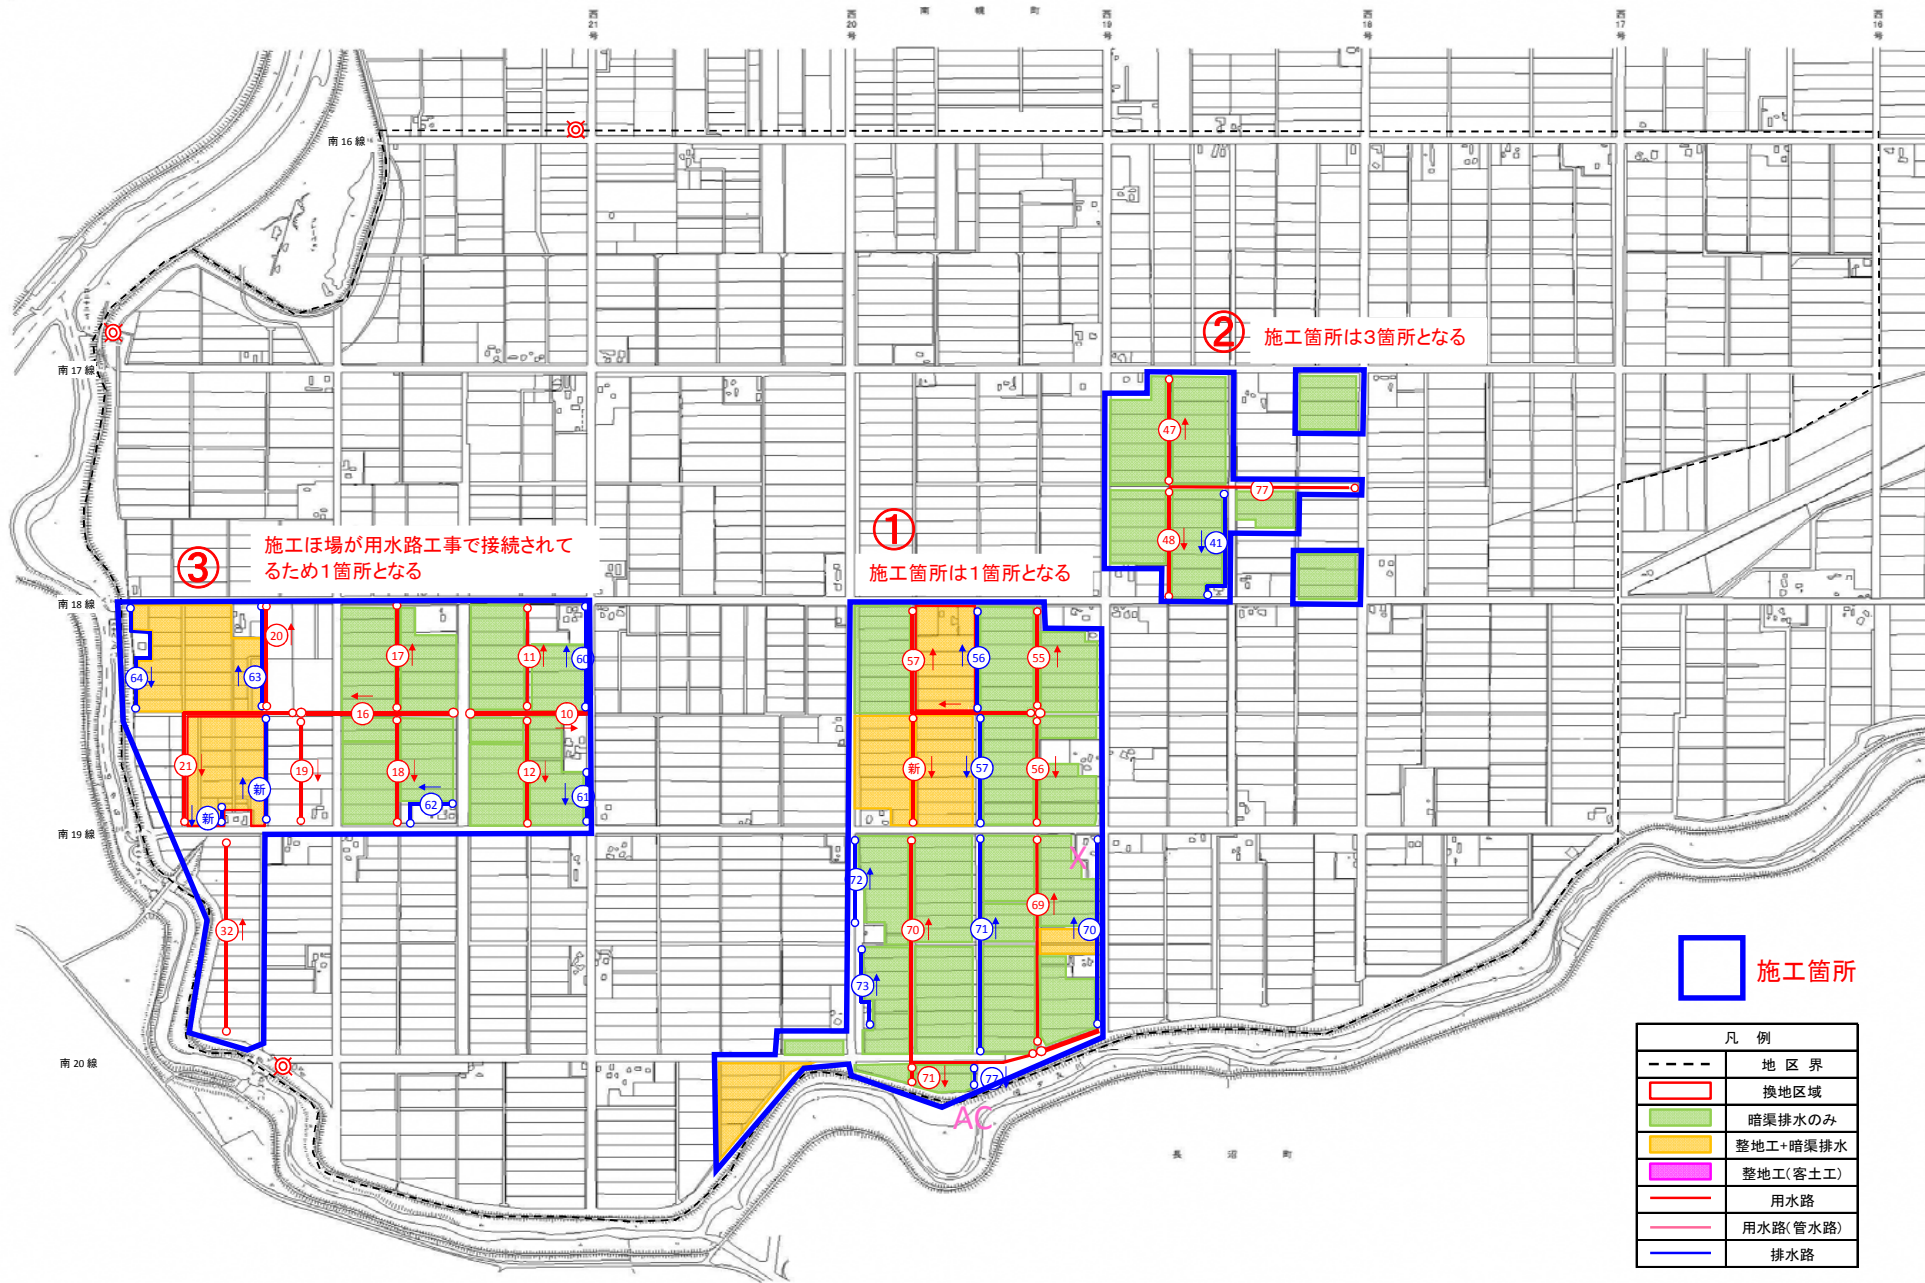 西21号
西20号
南幌町
西19号
西18号
西17号
西16号
南16線
南17線
② 施工箇所は3箇所となる
47
77
48
41
① 施工箇所は1箇所となる
③ 施工ほ場が用水路工事で接続されて
るため1箇所となる
南18線
20
17
11
60
64
63
16
10
21
19
18
12
新
新
62
61
57
56
55
新
57
56
南19線
72
X
69
32
70
71
70
73
南20線
71
77
AC
長沼町
施工箇所
凡例
地区界
換地区域
暗渠排水のみ
整地工+暗渠排水
整地工(客土工)
用水路
用水路(管水路)
排水路